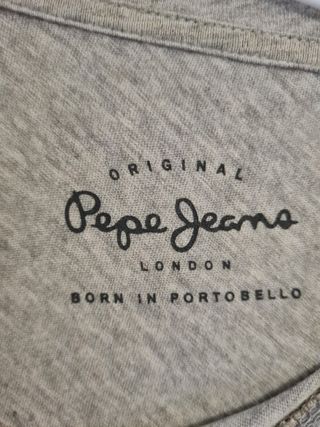 ORIGINAL
Pepe Jeans
LONDON
BORN IN PORTOBELLO